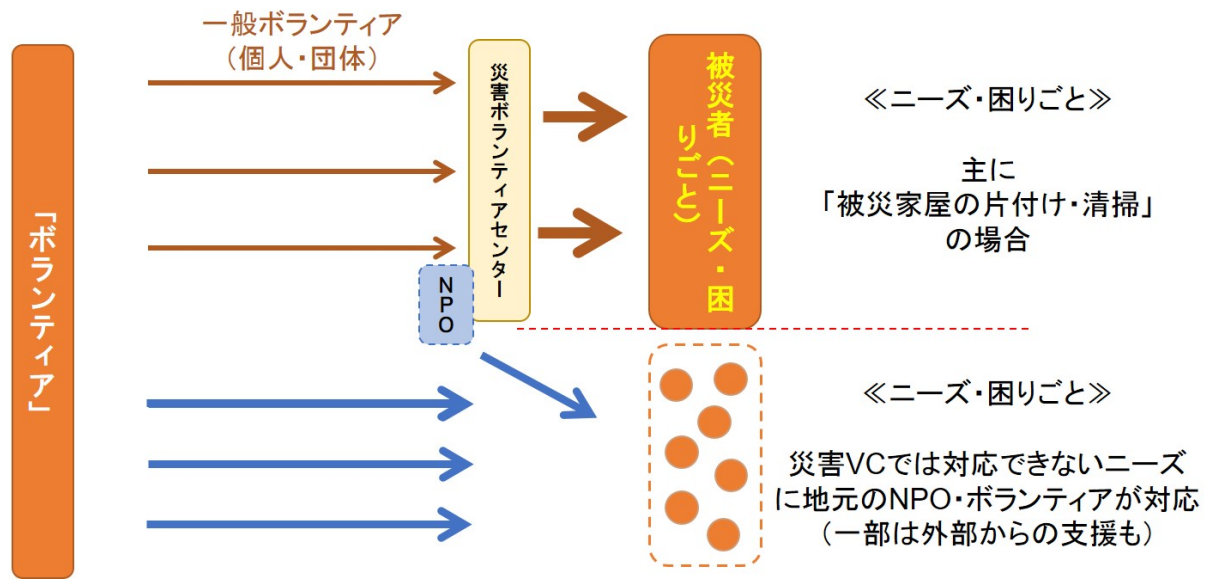 「ボランティア」
一般ボランティア
（個人・団体）
災害ボランティアセンター
NPO
被災者（ニーズ・困
りごと）
≪ニーズ・困りごと≫
主に
「被災家屋の片付け・清掃」
の場合
≪ニーズ・困りごと≫
災害VCでは対応できないニーズ
に地元のNPO・ボランティアが対応
（一部は外部からの支援も）